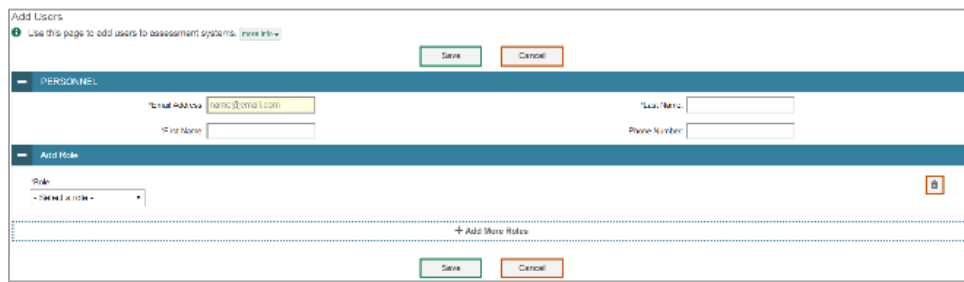 Add Users
Use this page to add users to assessment systems. more info
Save Cancel
PERSONNEL
*Email Address name@email.com *Last Name:
*First Name Phone Number:
Add Role
*Role:
- Select a role -
+ Add More Roles
Save Cancel